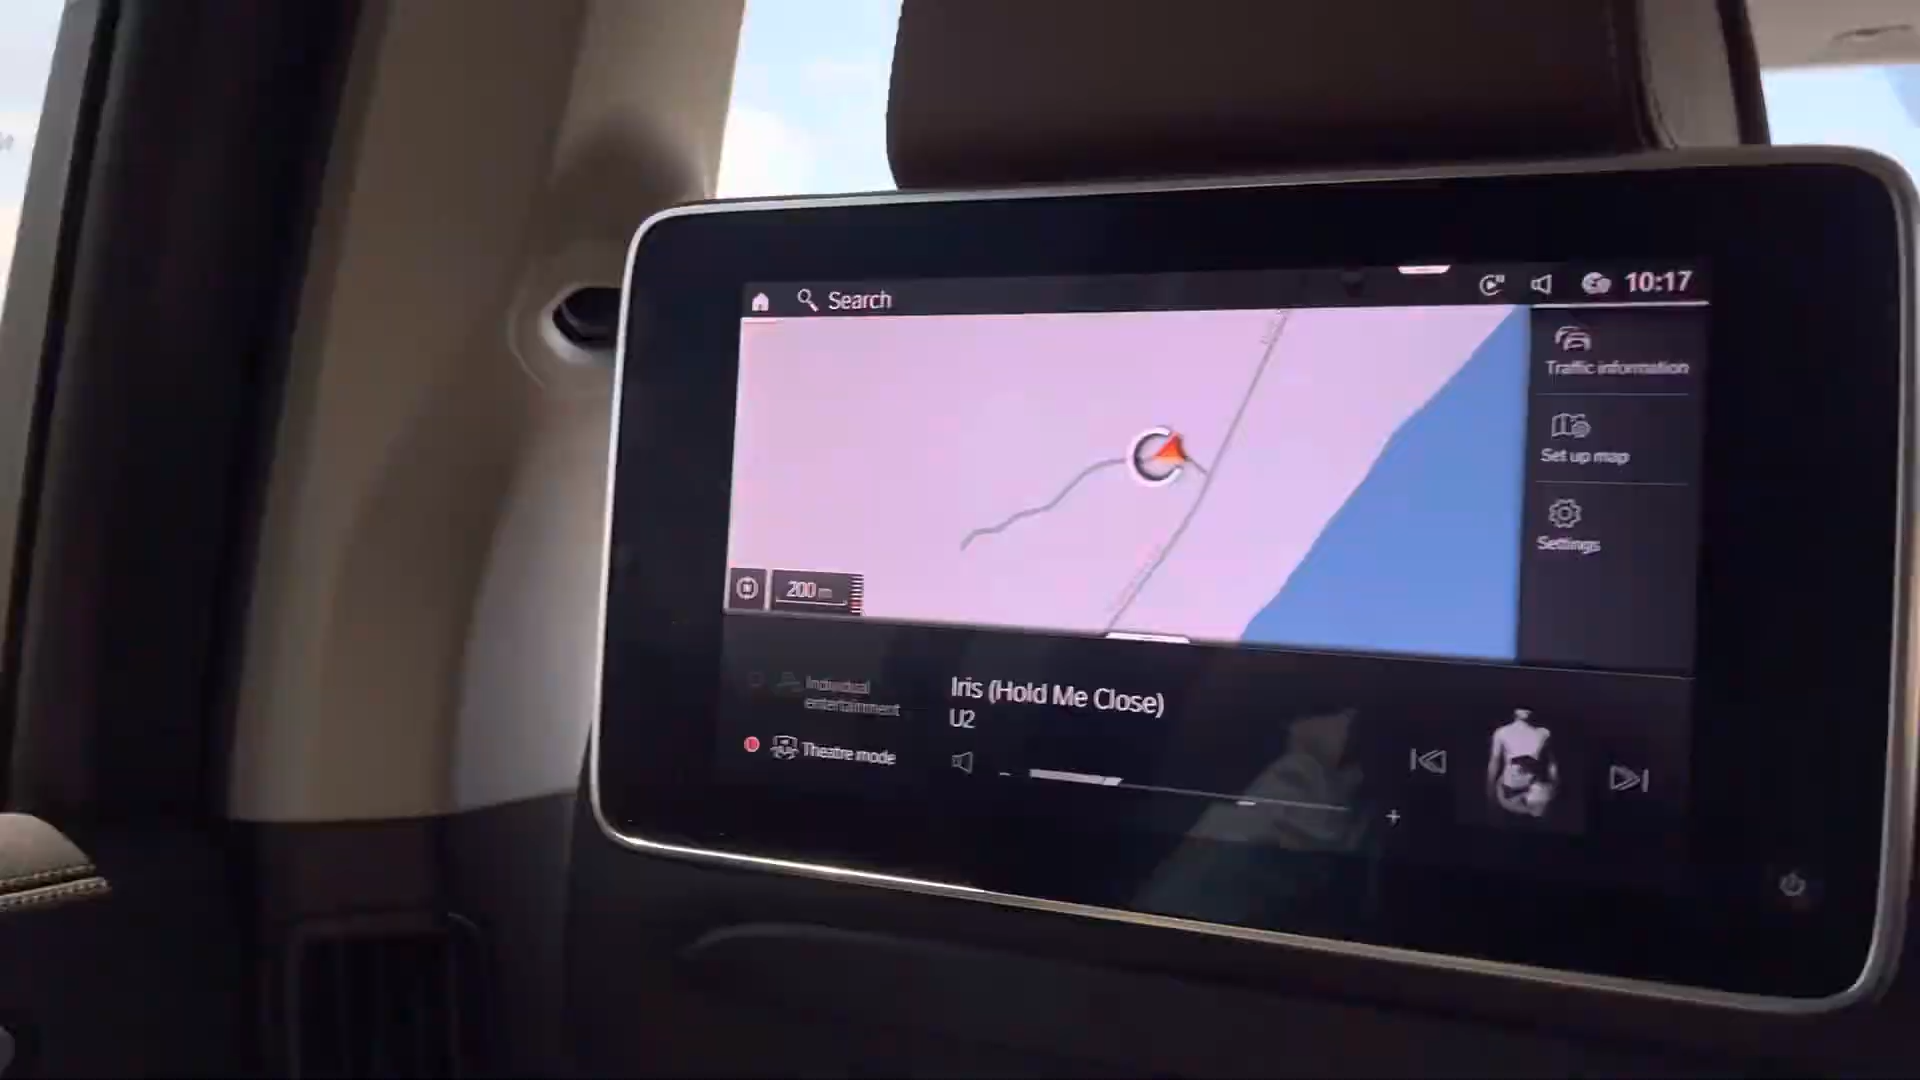 Search
10:17
Traffic information
Set up map
Settings
200 m
Individual
entertainment
Theatre mode
Iris (Hold Me Close)
U2